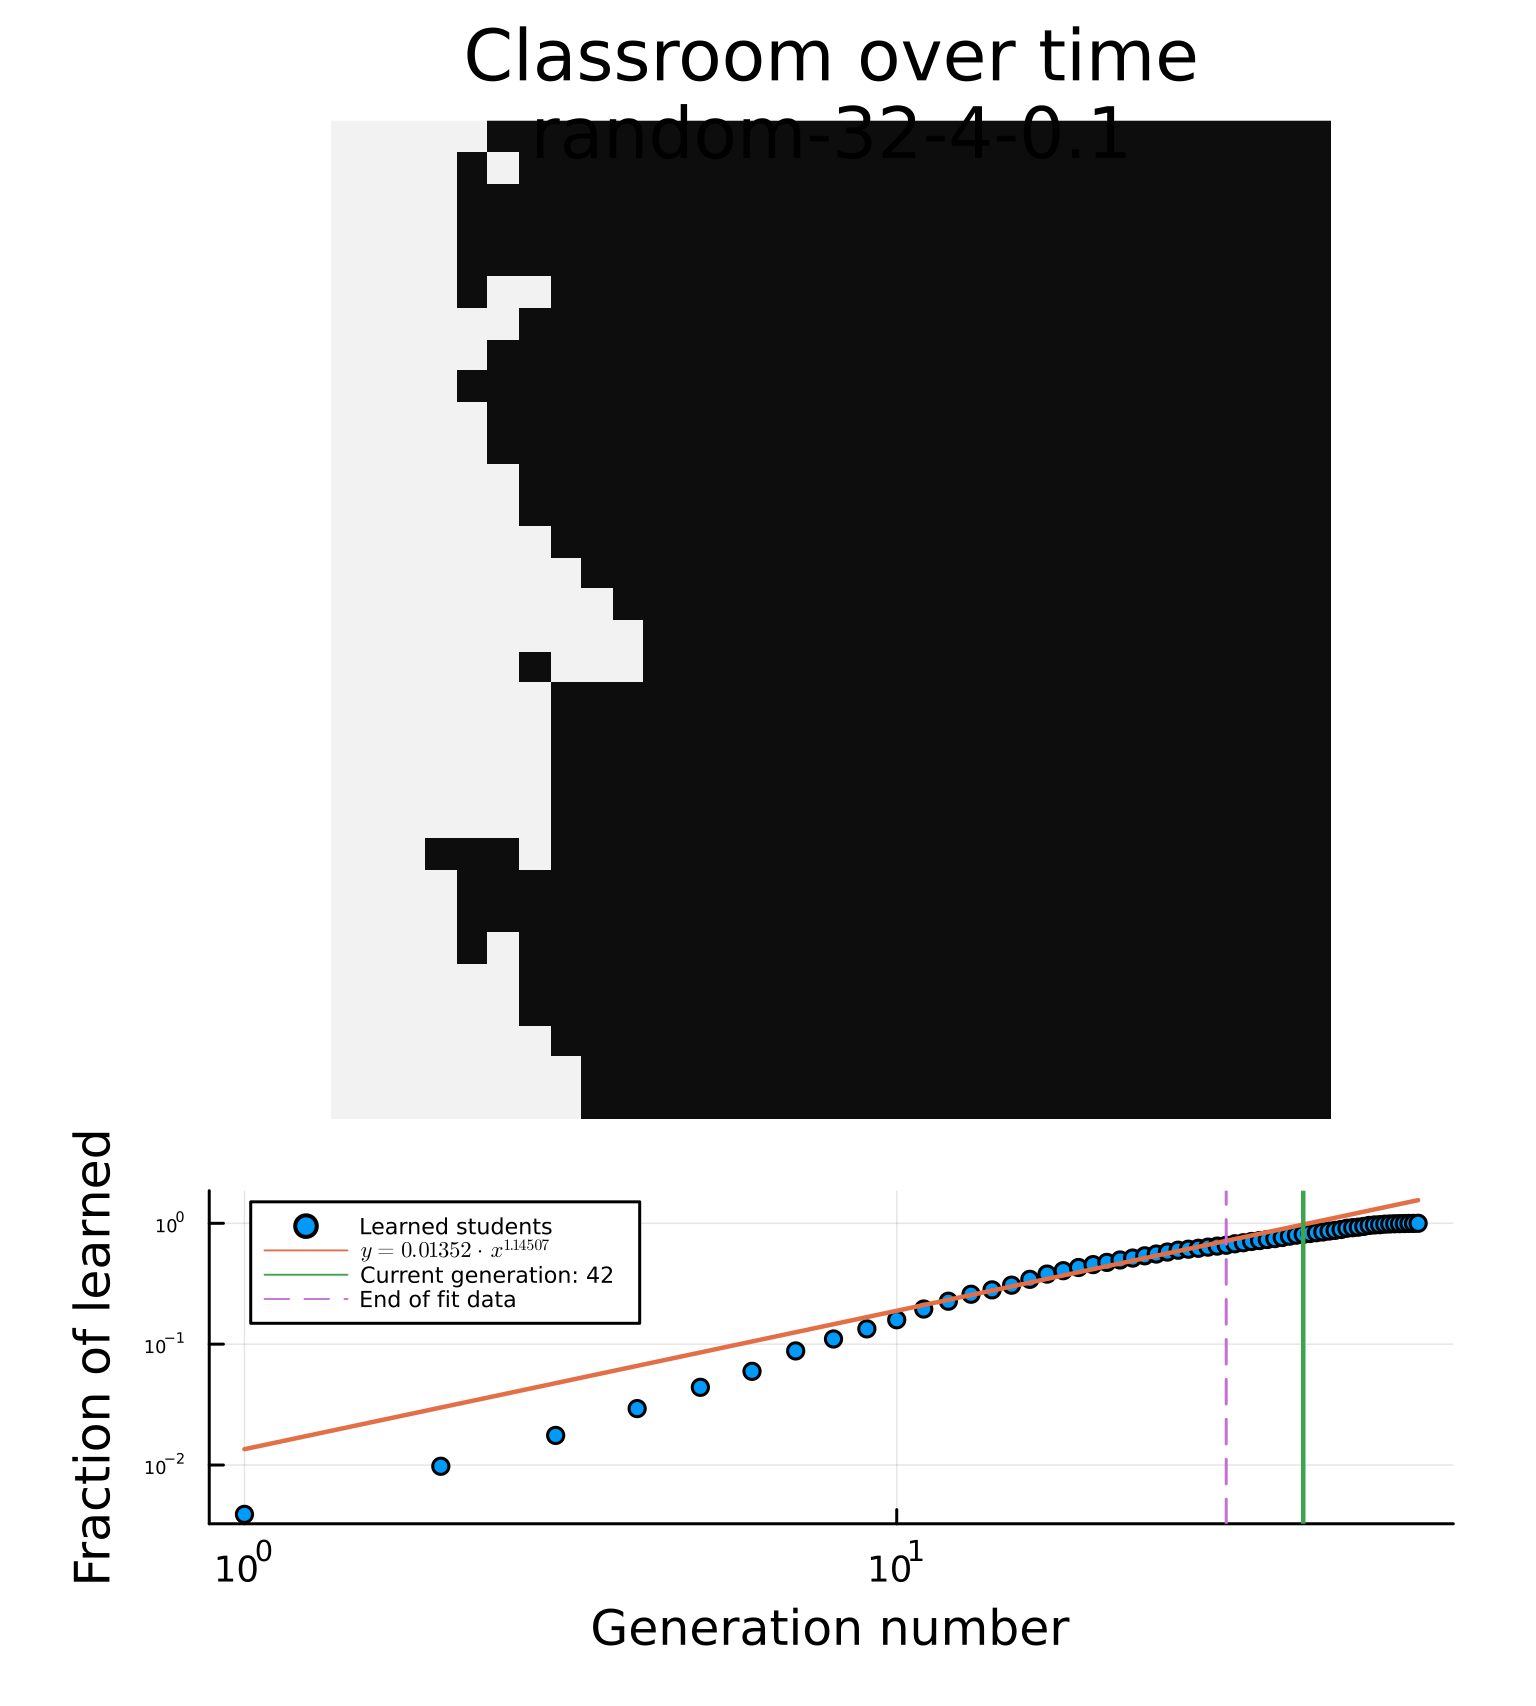 Classroom over time
random-32-4-0.1
Fraction of learned
10⁰
10⁻¹
10⁻²
Learned students
y = 0.01352 · x^1.14507
Current generation: 42
End of fit data
10⁰
10¹
Generation number